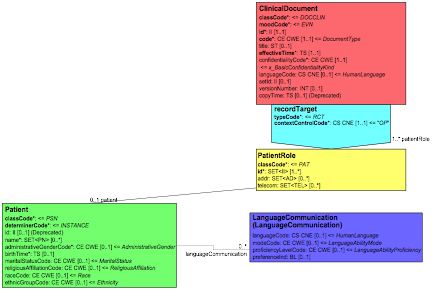 ClinicalDocument
classCode*: <= DOCCLIN
moodCode*: <= EVN
id*: II [1..1]
code*: CE CWE [1..1] <= DocumentType
title: ST [0..1]
effectiveTime*: TS [1..1]
confidentialityCode*: CE CWE [1..1]
<= x_BasicConfidentialityKind
languageCode: CS CNE [0..1] <= HumanLanguage
setId: II [0..1]
versionNumber: INT [0..1]
copyTime: TS [0..1] (Deprecated)
recordTarget
typeCode*: <= RCT
contextControlCode*: CS CNE [1..1] <= "OP"
1..* patientRole
PatientRole
classCode*: <= PAT
id*: SET<II> [1..*]
addr: SET<AD> [0..*]
telecom: SET<TEL> [0..*]
0..1 patient
Patient
classCode*: <= PSN
determinerCode*: <= INSTANCE
id: II [0..1] (Deprecated)
name*: SET<PN> [0..*]
administrativeGenderCode*: CE CWE [0..1] <= AdministrativeGender
birthTime*: TS [0..1]
maritalStatusCode: CE CWE [0..1] <= MaritalStatus
religiousAffiliationCode: CE CWE [0..1] <= ReligiousAffiliation
raceCode: CE CWE [0..1] <= Race
ethnicGroupCode: CE CWE [0..1] <= Ethnicity
0..*
languageCommunication
LanguageCommunication
(LanguageCommunication)
languageCode: CS CNE [0..1] <= HumanLanguage
modeCode: CE CWE [0..1] <= LanguageAbilityMode
proficiencyLevelCode: CE CWE [0..1] <= LanguageAbilityProficiency
preferenceInd: BL [0..1]